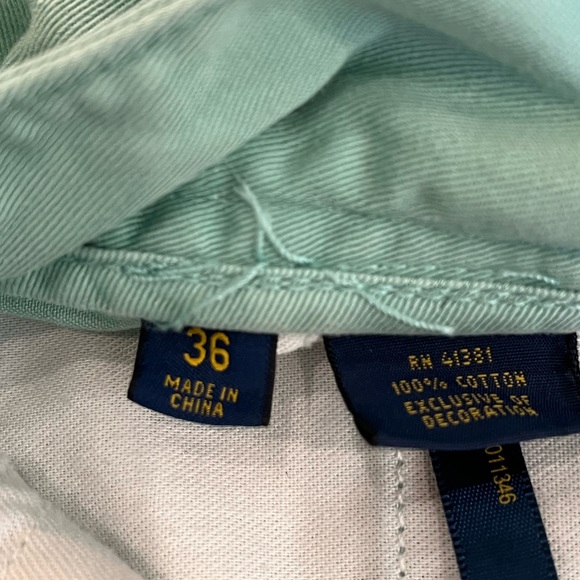 36
MADE IN
CHINA
RN 41381
100% COTTON
EXCLUSIVE OF
DECORATION
011346